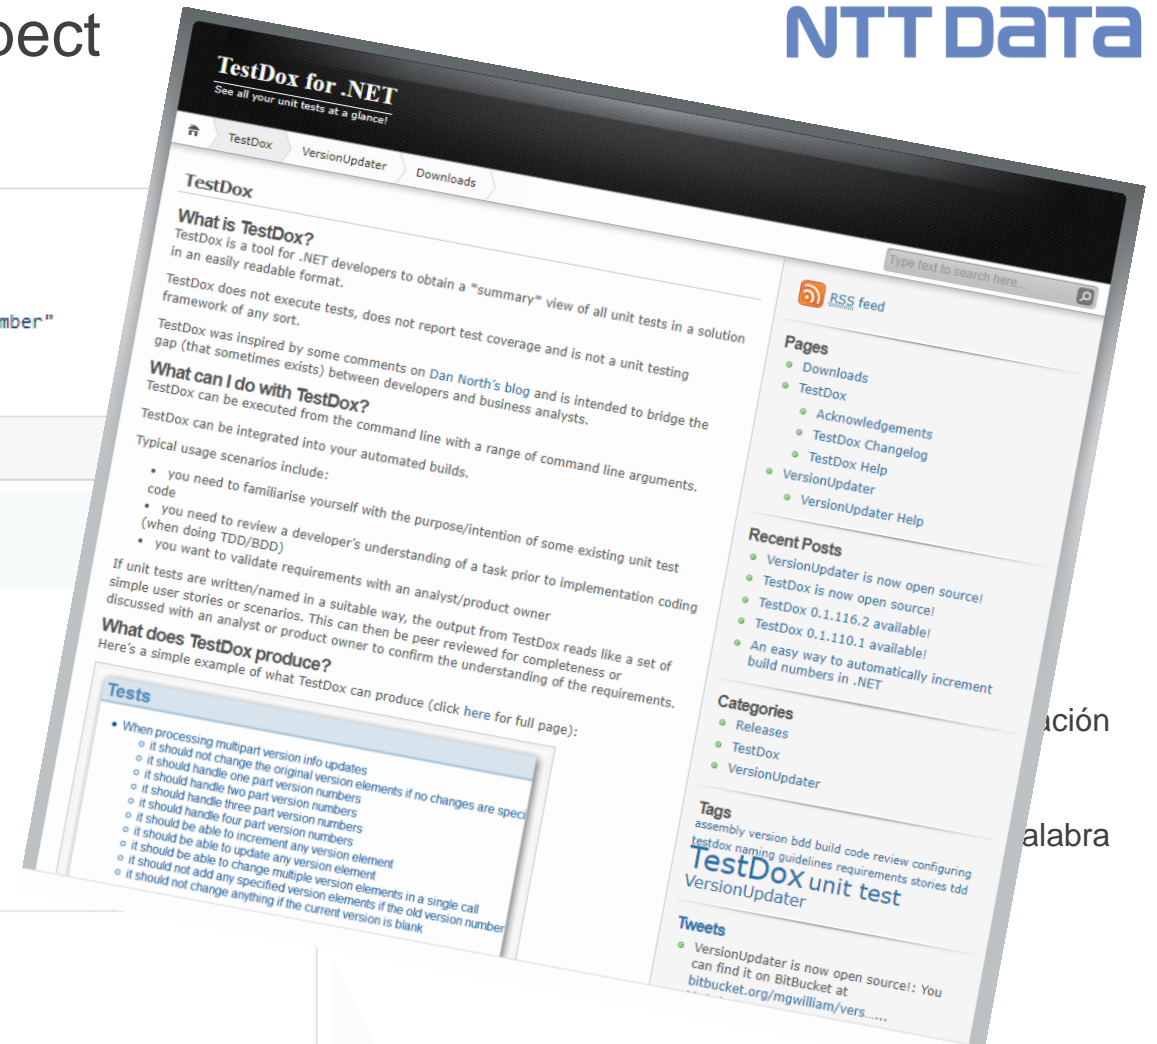 pect
NTT DATA
mber"
ación
alabra
TestDox for .NET
See all your unit tests at a glance!
TestDox
VersionUpdater
Downloads
Type text to search here...
TestDox
What is TestDox?
TestDox is a tool for .NET developers to obtain a *summary* view of all unit tests in a solution
in an easily readable format.
TestDox does not execute tests, does not report test coverage and is not a unit testing
framework of any sort.
TestDox was inspired by some comments on Dan North's blog and is intended to bridge the
gap (that sometimes exists) between developers and business analysts.
What can I do with TestDox?
TestDox can be executed from the command line with a range of command line arguments.
TestDox can be integrated into your automated builds.
Typical usage scenarios include:
• you need to familiarise yourself with the purpose/intention of some existing unit test
code
• you need to review a developer's understanding of a task prior to implementation coding
(when doing TDD/BDD)
• you want to validate requirements with an analyst/product owner
If unit tests are written/named in a suitable way, the output from TestDox reads like a set of
simple user stories or scenarios. This can then be peer reviewed for completeness or
discussed with an analyst or product owner to confirm the understanding of the requirements.
What does TestDox produce?
Here's a simple example of what TestDox can produce (click here for full page):
Tests
• When processing multipart version info updates
o it should not change the original version elements if no changes are speci
o it should handle one part version numbers
o it should handle two part version numbers
o it should handle three part version numbers
o it should handle four part version numbers
o it should be able to increment any version element
o it should be able to update any version element
o it should be able to change multiple version elements in a single call
o it should not add any specified version elements if the old version number
o it should not change anything if the current version is blank
RSS feed
Pages
Downloads
TestDox
Acknowledgements
TestDox Changelog
TestDox Help
VersionUpdater
VersionUpdater Help
Recent Posts
VersionUpdater is now open source!
TestDox is now open source!
TestDox 0.1.116.2 available!
TestDox 0.1.110.1 available!
An easy way to automatically increment
build numbers in .NET
Categories
Releases
TestDox
VersionUpdater
Tags
assembly version bdd build code review configuring
testdox naming guidelines requirements stories tdd
TestDox unit test
VersionUpdater
Tweets
VersionUpdater is now open source!: You
can find it on BitBucket at
bitbucket.org/mgwilliam/vers......